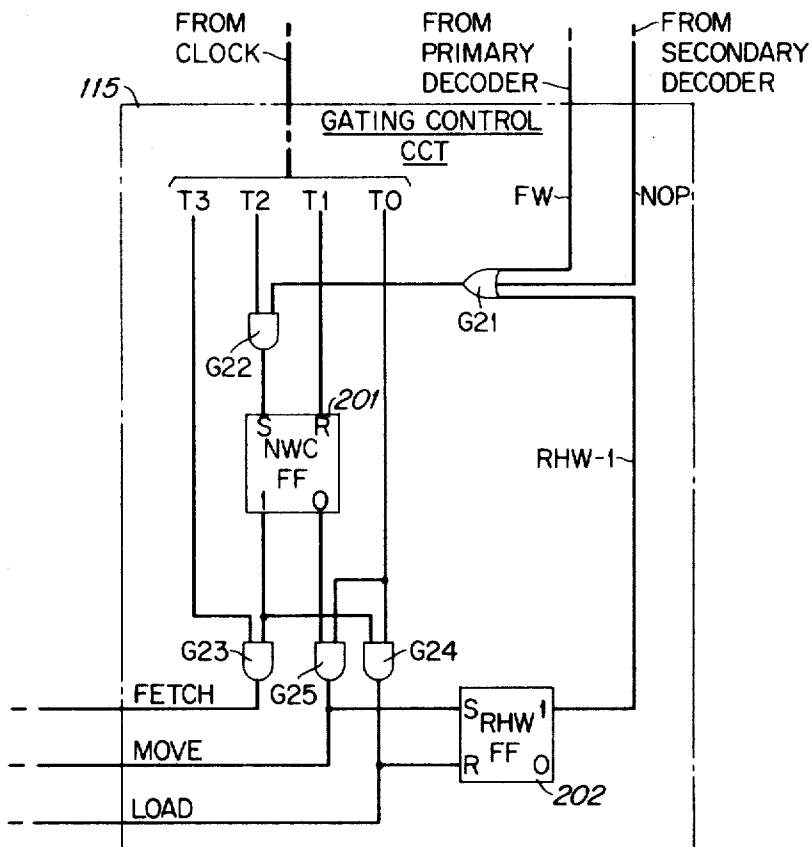 FROM
CLOCK
FROM
PRIMARY
DECODER
FROM
SECONDARY
DECODER
115
GATING CONTROL
CCT
T3 T2 T1 T0
FW
NOP
G21
G22
201
S R
NWC
FF
1 0
RHW-1
G23
G25
G24
FETCH
MOVE
LOAD
S RHW 1
FF
R 0
202